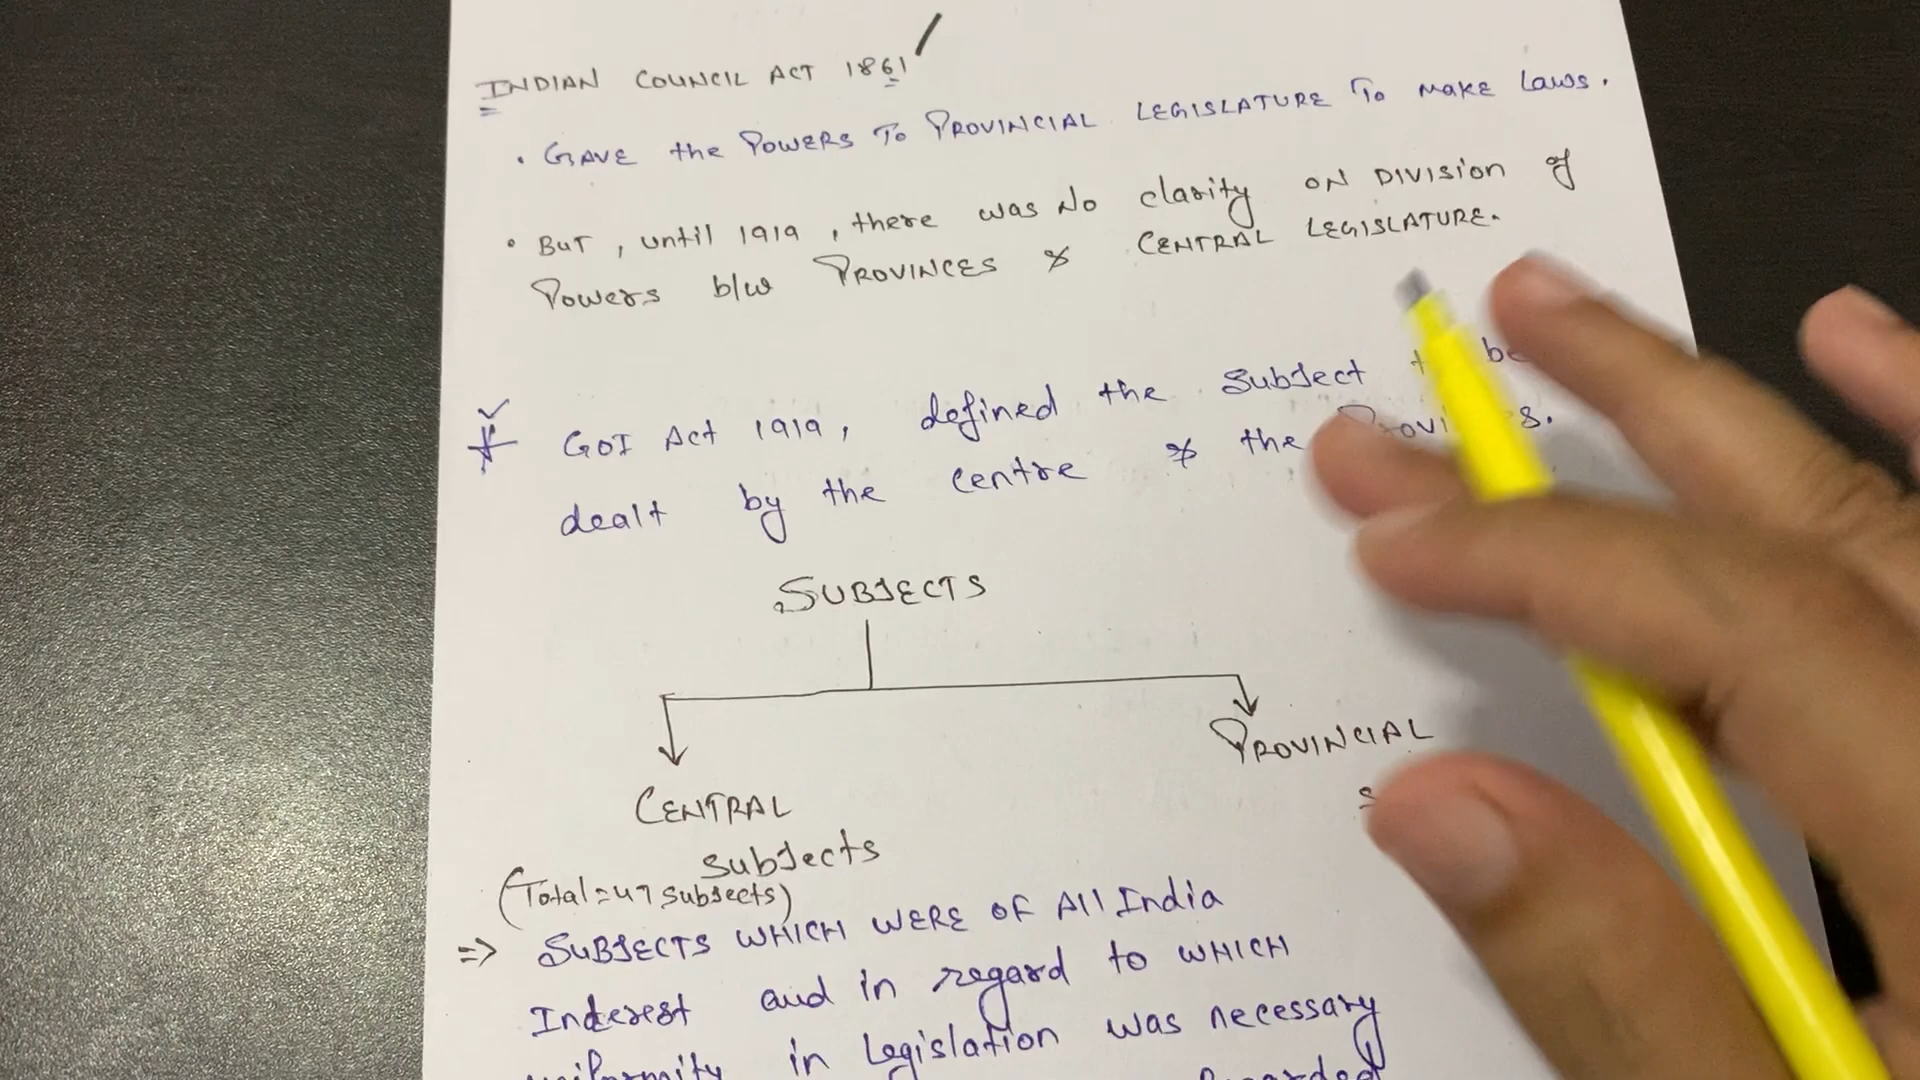 INDIAN COUNCIL ACT 1861
• GAVE the POWERS TO PROVINCIAL LEGISLATURE TO MAKE Laws.
• BUT, until 1919, there was No clarity ON DIVISION of
Powers b/w PROVINCES & CENTRAL LEGISLATURE.
GOI Act 1919, defined the Subject be
dealt by the centre & the
SUBJECTS
PROVINCIAL
CENTRAL
Subjects
(Total = 47 Subjects)
=> SUBJECTS WHICH WERE OF All India
Interest and in regard to WHICH
uniformity in Legislation was necessary